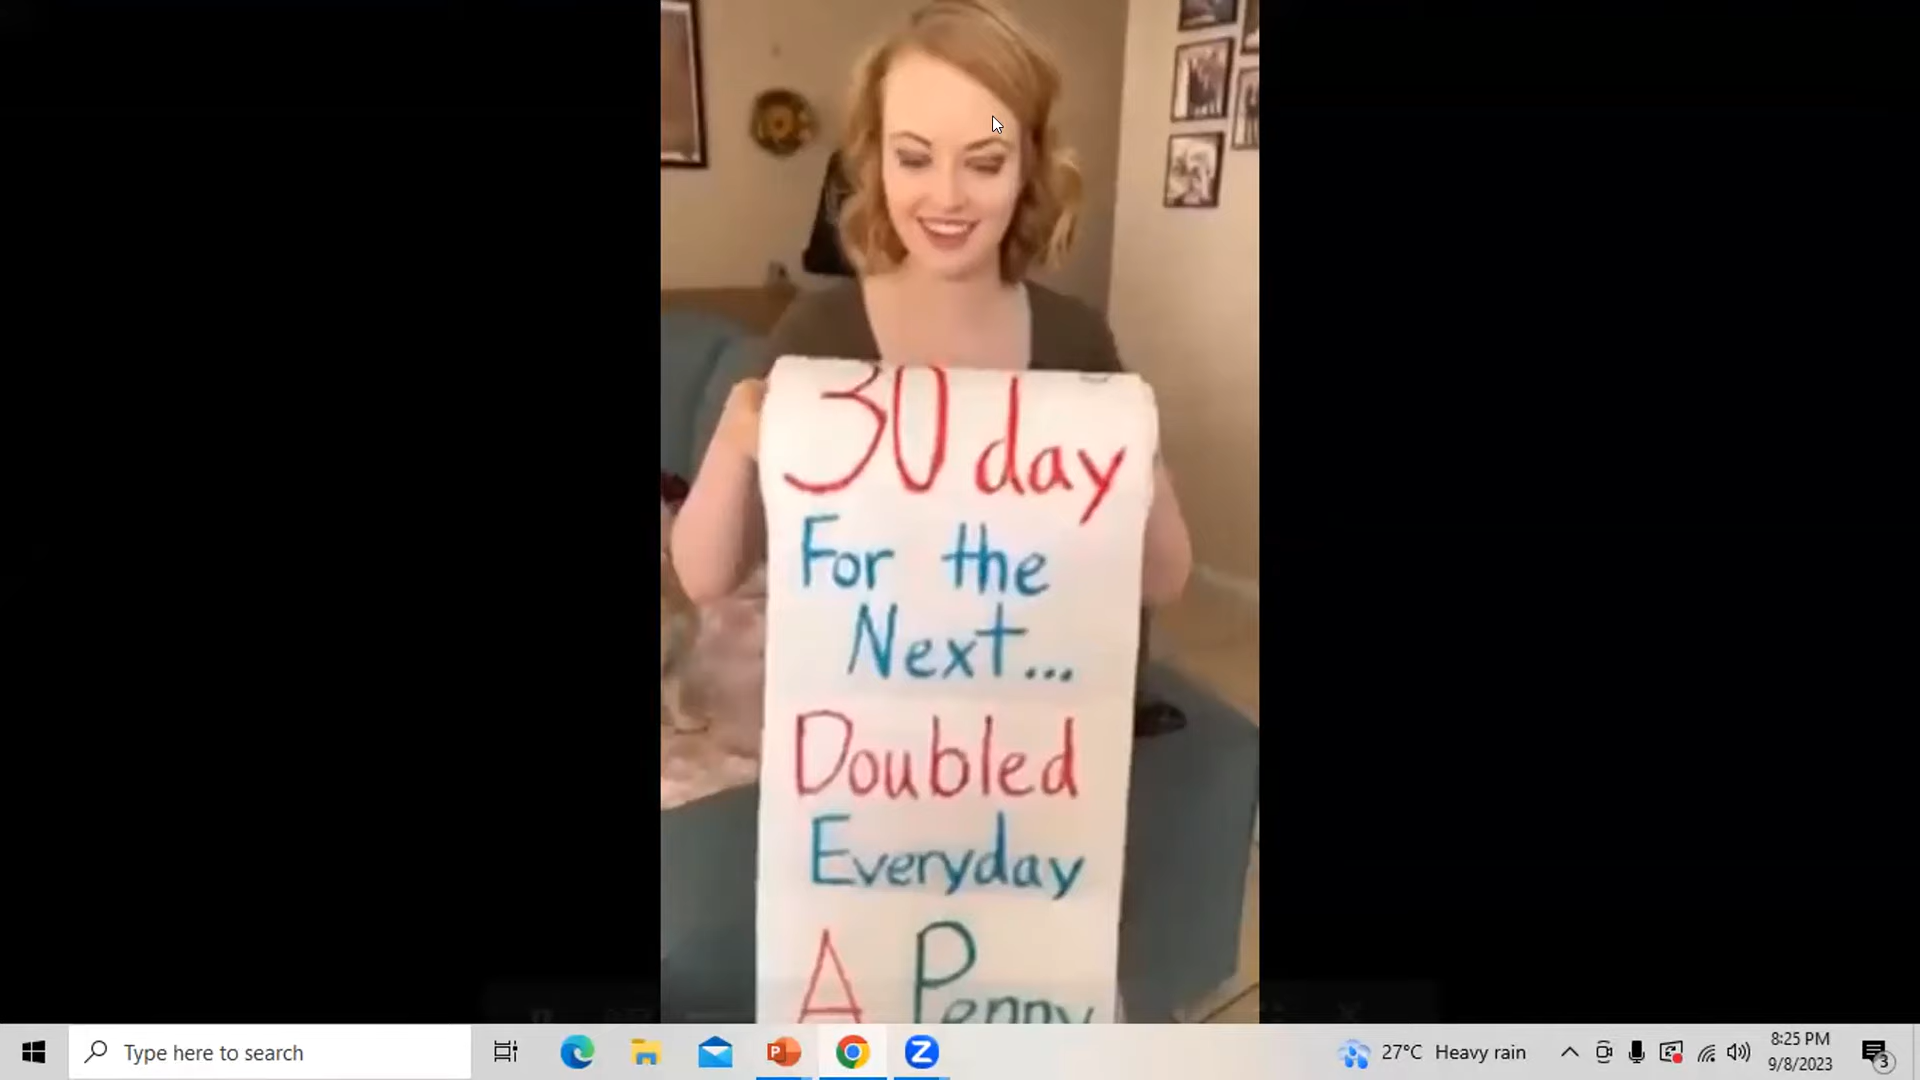 30 day
For the
Next...
Doubled
Everyday
A Penny
Type here to search
27°C Heavy rain
8:25 PM
9/8/2023
3